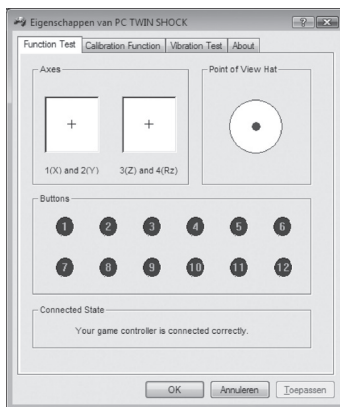 Eigenschappen van PC TWIN SHOCK
Function Test Calibration Function Vibration Test About
Axes
Point of View Hat
1(X) and 2(Y) 3(Z) and 4(Rz)
Buttons
1 2 3 4 5 6
7 8 9 10 11 12
Connected State
Your game controller is connected correctly.
OK Annuleren Toepassen